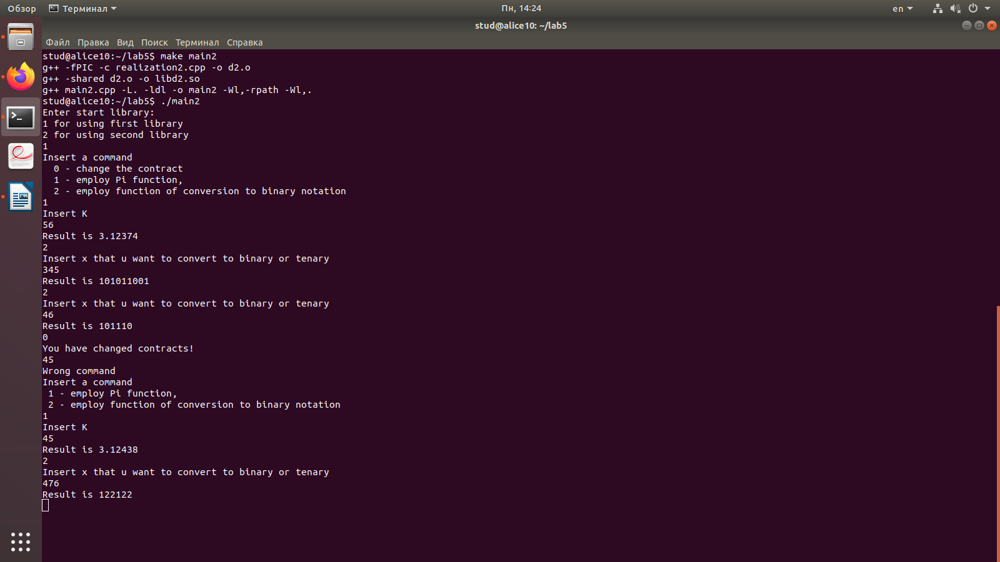 Обзор Терминал Пн, 14:24 en
stud@alice10: ~/lab5
Файл Правка Вид Поиск Терминал Справка
stud@alice10:~/lab5$ make main2
g++ -fPIC -c realization2.cpp -o d2.o
g++ -shared d2.o -o libd2.so
g++ main2.cpp -L. -ldl -o main2 -Wl,-rpath -Wl,.
stud@alice10:~/lab5$ ./main2
Enter start library:
1 for using first library
2 for using second library
1
Insert a command
  0 - change the contract
  1 - employ Pi function,
  2 - employ function of conversion to binary notation
1
Insert K
56
Result is 3.12374
2
Insert x that u want to convert to binary or tenary
345
Result is 101011001
2
Insert x that u want to convert to binary or tenary
46
Result is 101110
0
You have changed contracts!
45
Wrong command
Insert a command
 1 - employ Pi function,
 2 - employ function of conversion to binary notation
1
Insert K
45
Result is 3.12438
2
Insert x that u want to convert to binary or tenary
476
Result is 122122